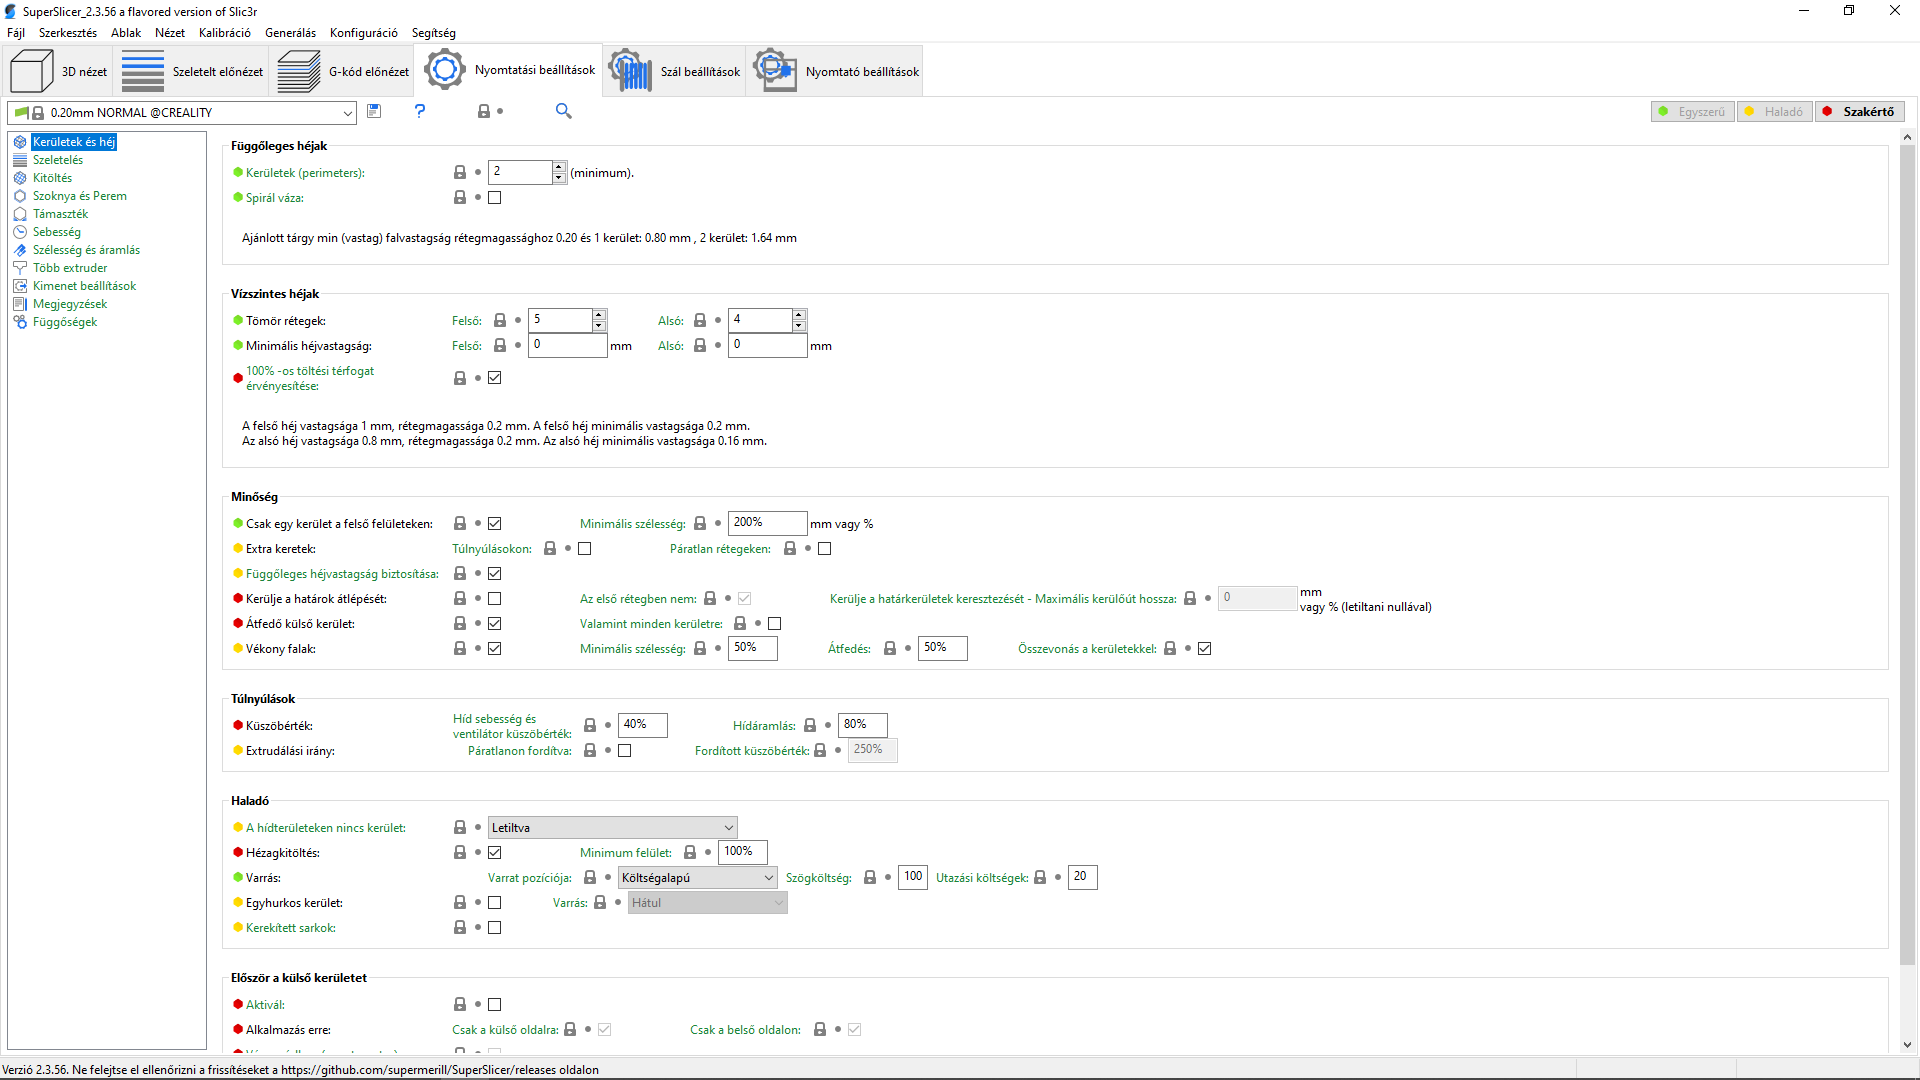 SuperSlicer_2.3.56 a flavored version of Slic3r
Fájl Szerkesztés Ablak Nézet Kalibráció Generálás Konfiguráció Segítség
3D nézet Szeletelt előnézet G-kód előnézet Nyomtatási beállítások Szál beállítások Nyomtató beállítások
0.20mm NORMAL @CREALITY ? Egyszerű Haladó Szakértő
Kerületek és héj
Szeletelés
Kitöltés
Szoknya és Perem
Támaszték
Sebesség
Szélesség és áramlás
Több extruder
Kimenet beállítások
Megjegyzések
Függőségek
Függőleges héjak
Kerületek (perimeters): 2 (minimum).
Spirál váza:
Ajánlott tárgy min (vastag) falvastagság rétegmagassághoz 0.20 és 1 kerület: 0.80 mm , 2 kerület: 1.64 mm
Vízszintes héjak
Tömör rétegek: Felső: 5 Alsó: 4
Minimális héjvastagság: Felső: 0 mm Alsó: 0 mm
100% -os töltési térfogat
érvényesítése:
A felső héj vastagsága 1 mm, rétegmagassága 0.2 mm. A felső héj minimális vastagsága 0.2 mm.
Az alsó héj vastagsága 0.8 mm, rétegmagassága 0.2 mm. Az alsó héj minimális vastagsága 0.16 mm.
Minőség
Csak egy kerület a felső felületeken: Minimális szélesség: 200% mm vagy %
Extra keretek: Túlnyúlásokon: Páratlan rétegeken:
Függőleges héjvastagság biztosítása:
Kerülje a határok átlépését: Az első rétegben nem: Kerülje a határkerületek keresztezését - Maximális kerülőút hossza: 0 mm
vagy % (letiltani nullával)
Átfedő külső kerület: Valamint minden kerületre:
Vékony falak: Minimális szélesség: 50% Átfedés: 50% Összevonás a kerületekkel:
Túlnyúlások
Küszöbérték: Híd sebesség és
ventilátor küszöbérték: 40% Hídáramlás: 80%
Extrudálási irány: Páratlanon fordítva: Fordított küszöbérték: 250%
Haladó
A hídterületeken nincs kerület: Letiltva
Hézagkitöltés: Minimum felület: 100%
Varrás: Varrat pozíciója: Költségalapú Szögköltség: 100 Utazási költségek: 20
Egyhurkos kerület: Varrás: Hátul
Kerekített sarkok:
Először a külső kerületet
Aktivál:
Alkalmazás erre: Csak a külső oldalra: Csak a belső oldalon:
Verzió 2.3.56. Ne felejtse el ellenőrizni a frissítéseket a https://github.com/supermerill/SuperSlicer/releases oldalon